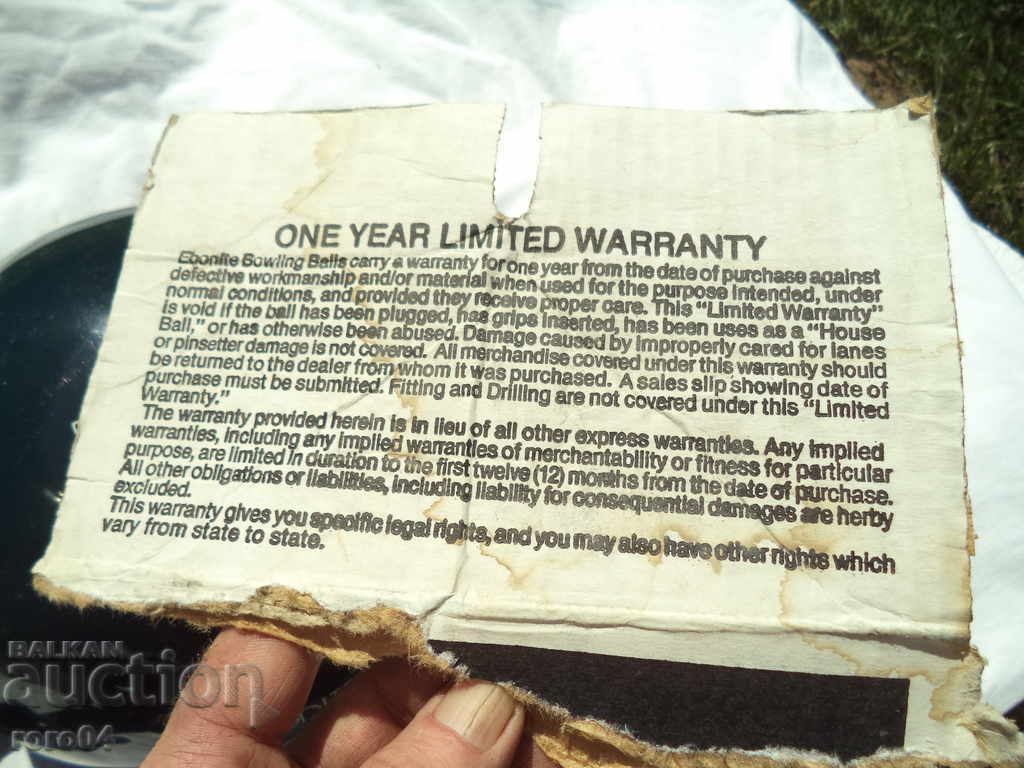 ONE YEAR LIMITED WARRANTY
Ebonite Bowling Balls carry a warranty for one year from the date of purchase against
defective workmanship and/or material when used for the purpose intended, under
normal conditions, and provided they receive proper care. This "Limited Warranty"
is void if the ball has been plugged, has grips inserted, has been uses as a "House
Ball," or has otherwise been abused. Damage caused by improperly cared for lanes
or pinsetter damage is not covered. All merchandise covered under this warranty should
be returned to the dealer from whom it was purchased. A sales slip showing date of
purchase must be submitted. Fitting and Drilling are not covered under this "Limited
Warranty."
The warranty provided herein is in lieu of all other express warranties. Any implied
warranties, including any implied warranties of merchantability or fitness for particular
purpose, are limited in duration to the first twelve (12) months from the date of purchase.
All other obligations or liabilities, including liability for consequential damages are herby
excluded.
This warranty gives you specific legal rights, and you may also have other rights which
vary from state to state.
BALKAN
auction
roro04